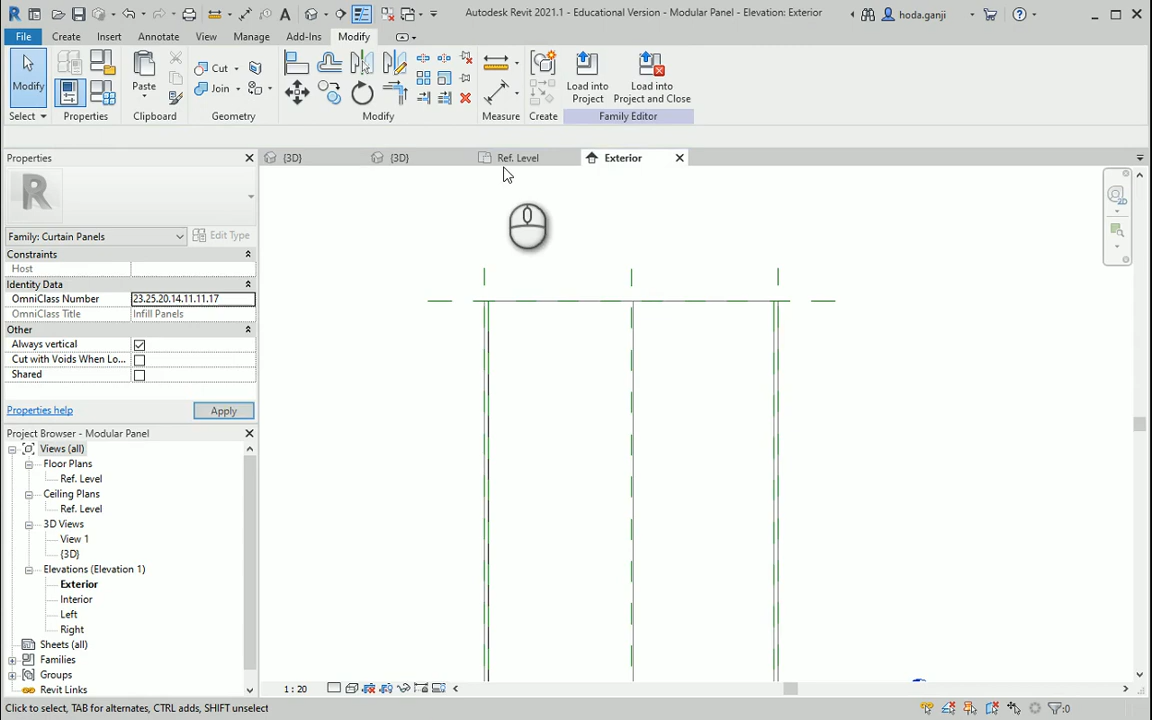 Autodesk Revit 2021.1 - Educational Version - Modular Panel - Elevation: Exterior
hoda.ganji
File Create Insert Annotate View Manage Add-Ins Modify
Modify
Paste
Cut
Join
Load into
Project
Load into
Project and Close
Select Properties Clipboard Geometry Modify Measure Create Family Editor
Properties
{3D} {3D} Ref. Level Exterior
Family: Curtain Panels Edit Type
Constraints
Host
Identity Data
OmniClass Number 23.25.20.14.11.11.17
OmniClass Title Infill Panels
Other
Always vertical
Cut with Voids When Lo...
Shared
Properties help Apply
Project Browser - Modular Panel
Views (all)
Floor Plans
Ref. Level
Ceiling Plans
Ref. Level
3D Views
View 1
{3D}
Elevations (Elevation 1)
Exterior
Interior
Left
Right
Sheets (all)
Families
Groups
Revit Links
1 : 20
Click to select, TAB for alternates, CTRL adds, SHIFT unselect
:0